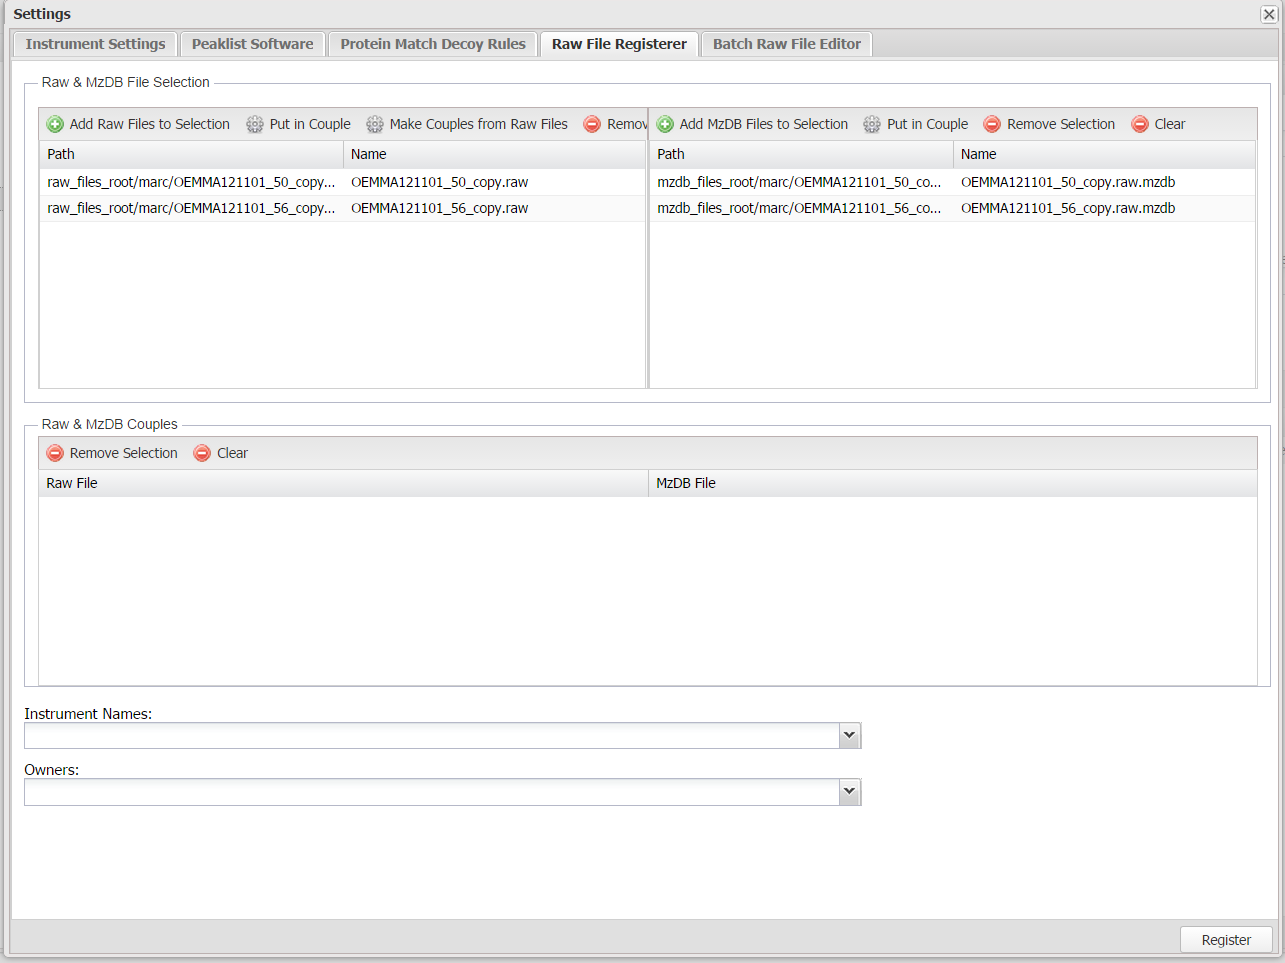 Settings
Instrument Settings Peaklist Software Protein Match Decoy Rules Raw File Registerer Batch Raw File Editor
Raw & MzDB File Selection
Add Raw Files to Selection Put in Couple Make Couples from Raw Files Remov Add MzDB Files to Selection Put in Couple Remove Selection Clear
Path Name Path Name
raw_files_root/marc/OEMMA121101_50_copy... OEMMA121101_50_copy.raw mzdb_files_root/marc/OEMMA121101_50_co... OEMMA121101_50_copy.raw.mzdb
raw_files_root/marc/OEMMA121101_56_copy... OEMMA121101_56_copy.raw mzdb_files_root/marc/OEMMA121101_56_co... OEMMA121101_56_copy.raw.mzdb
Raw & MzDB Couples
Remove Selection Clear
Raw File MzDB File
Instrument Names:
Owners:
Register